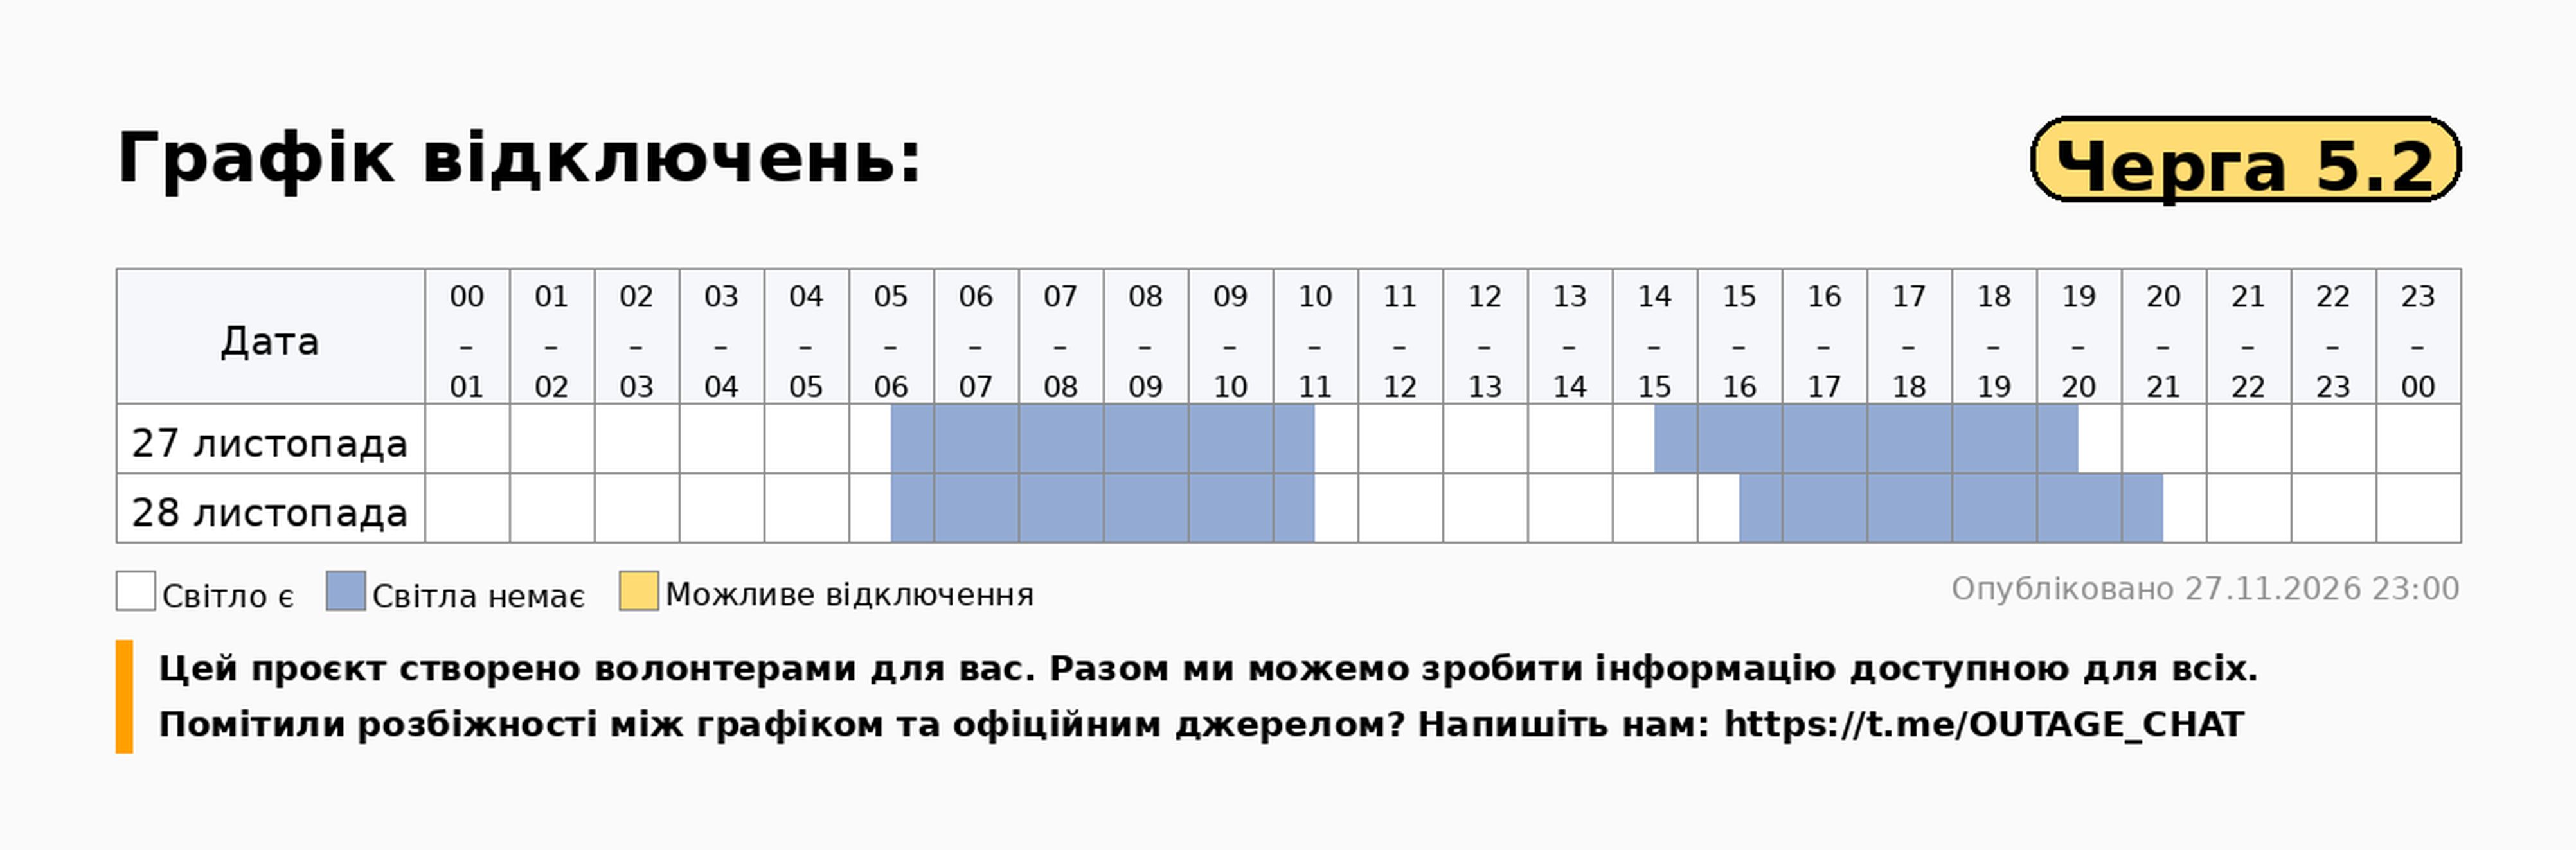 Графік відключень:
Черга 5.2
Дата
00 – 01
01 – 02
02 – 03
03 – 04
04 – 05
05 – 06
06 – 07
07 – 08
08 – 09
09 – 10
10 – 11
11 – 12
12 – 13
13 – 14
14 – 15
15 – 16
16 – 17
17 – 18
18 – 19
19 – 20
20 – 21
21 – 22
22 – 23
23 – 00
27 листопада
28 листопада
Світло є
Світла немає
Можливе відключення
Опубліковано 27.11.2026 23:00
Цей проєкт створено волонтерами для вас. Разом ми можемо зробити інформацію доступною для всіх.
Помітили розбіжності між графіком та офіційним джерелом? Напишіть нам: https://t.me/OUTAGE_CHAT